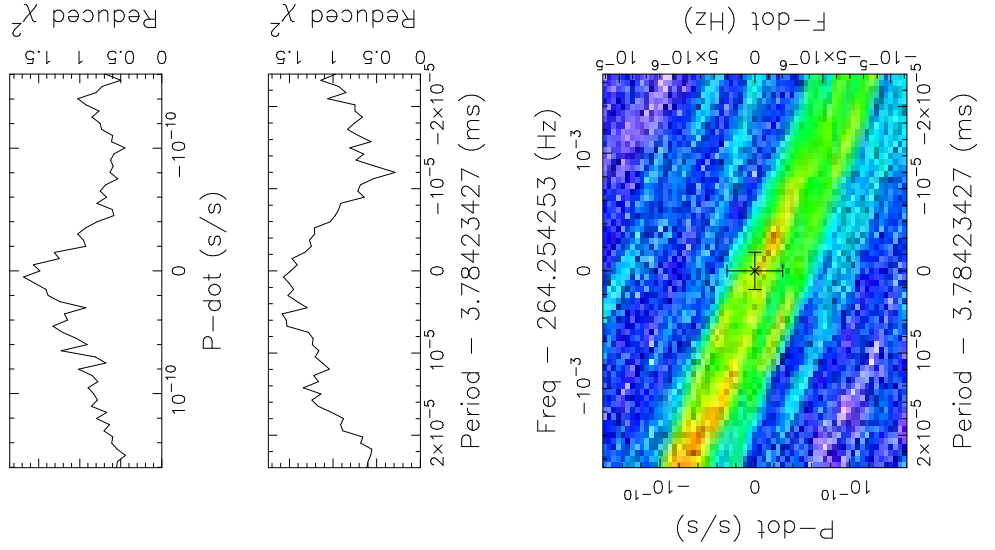 Reduced χ²
1.5 1 0.5 0
−10⁻¹⁰ 0 10⁻¹⁰
P−dot (s/s)
Reduced χ²
1.5 1 0.5 0
−2×10⁻⁵ −10⁻⁵ 0 10⁻⁵ 2×10⁻⁵
Period − 3.78423427 (ms)
F−dot (Hz)
10⁻⁵ 5×10⁻⁶ 0 −5×10⁻⁶ −10⁻⁵
Freq − 264.254253 (Hz)
10⁻³ 0 −10⁻³
−2×10⁻⁵ −10⁻⁵ 0 10⁻⁵ 2×10⁻⁵
Period − 3.78423427 (ms)
−10⁻¹⁰ 0 10⁻¹⁰
P−dot (s/s)